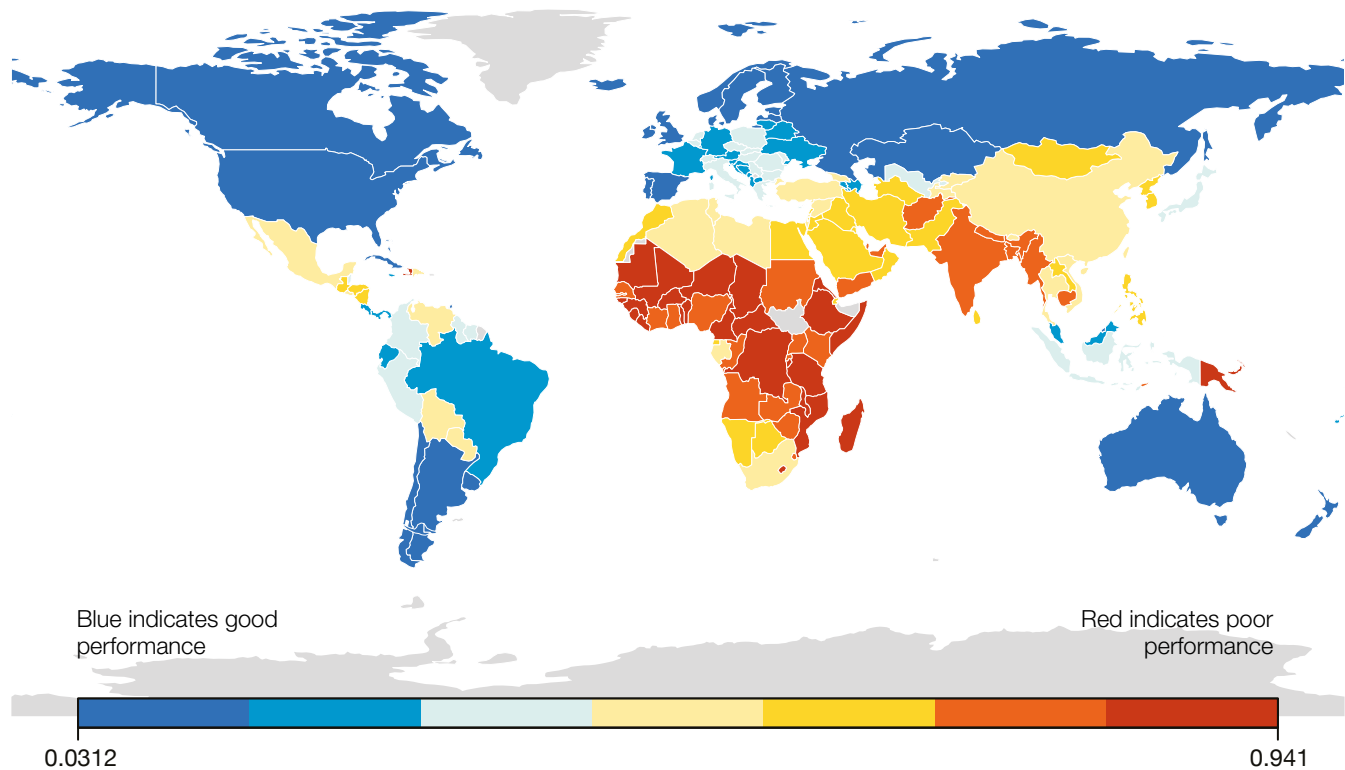 Blue indicates good
performance
Red indicates poor
performance
0.0312
0.941